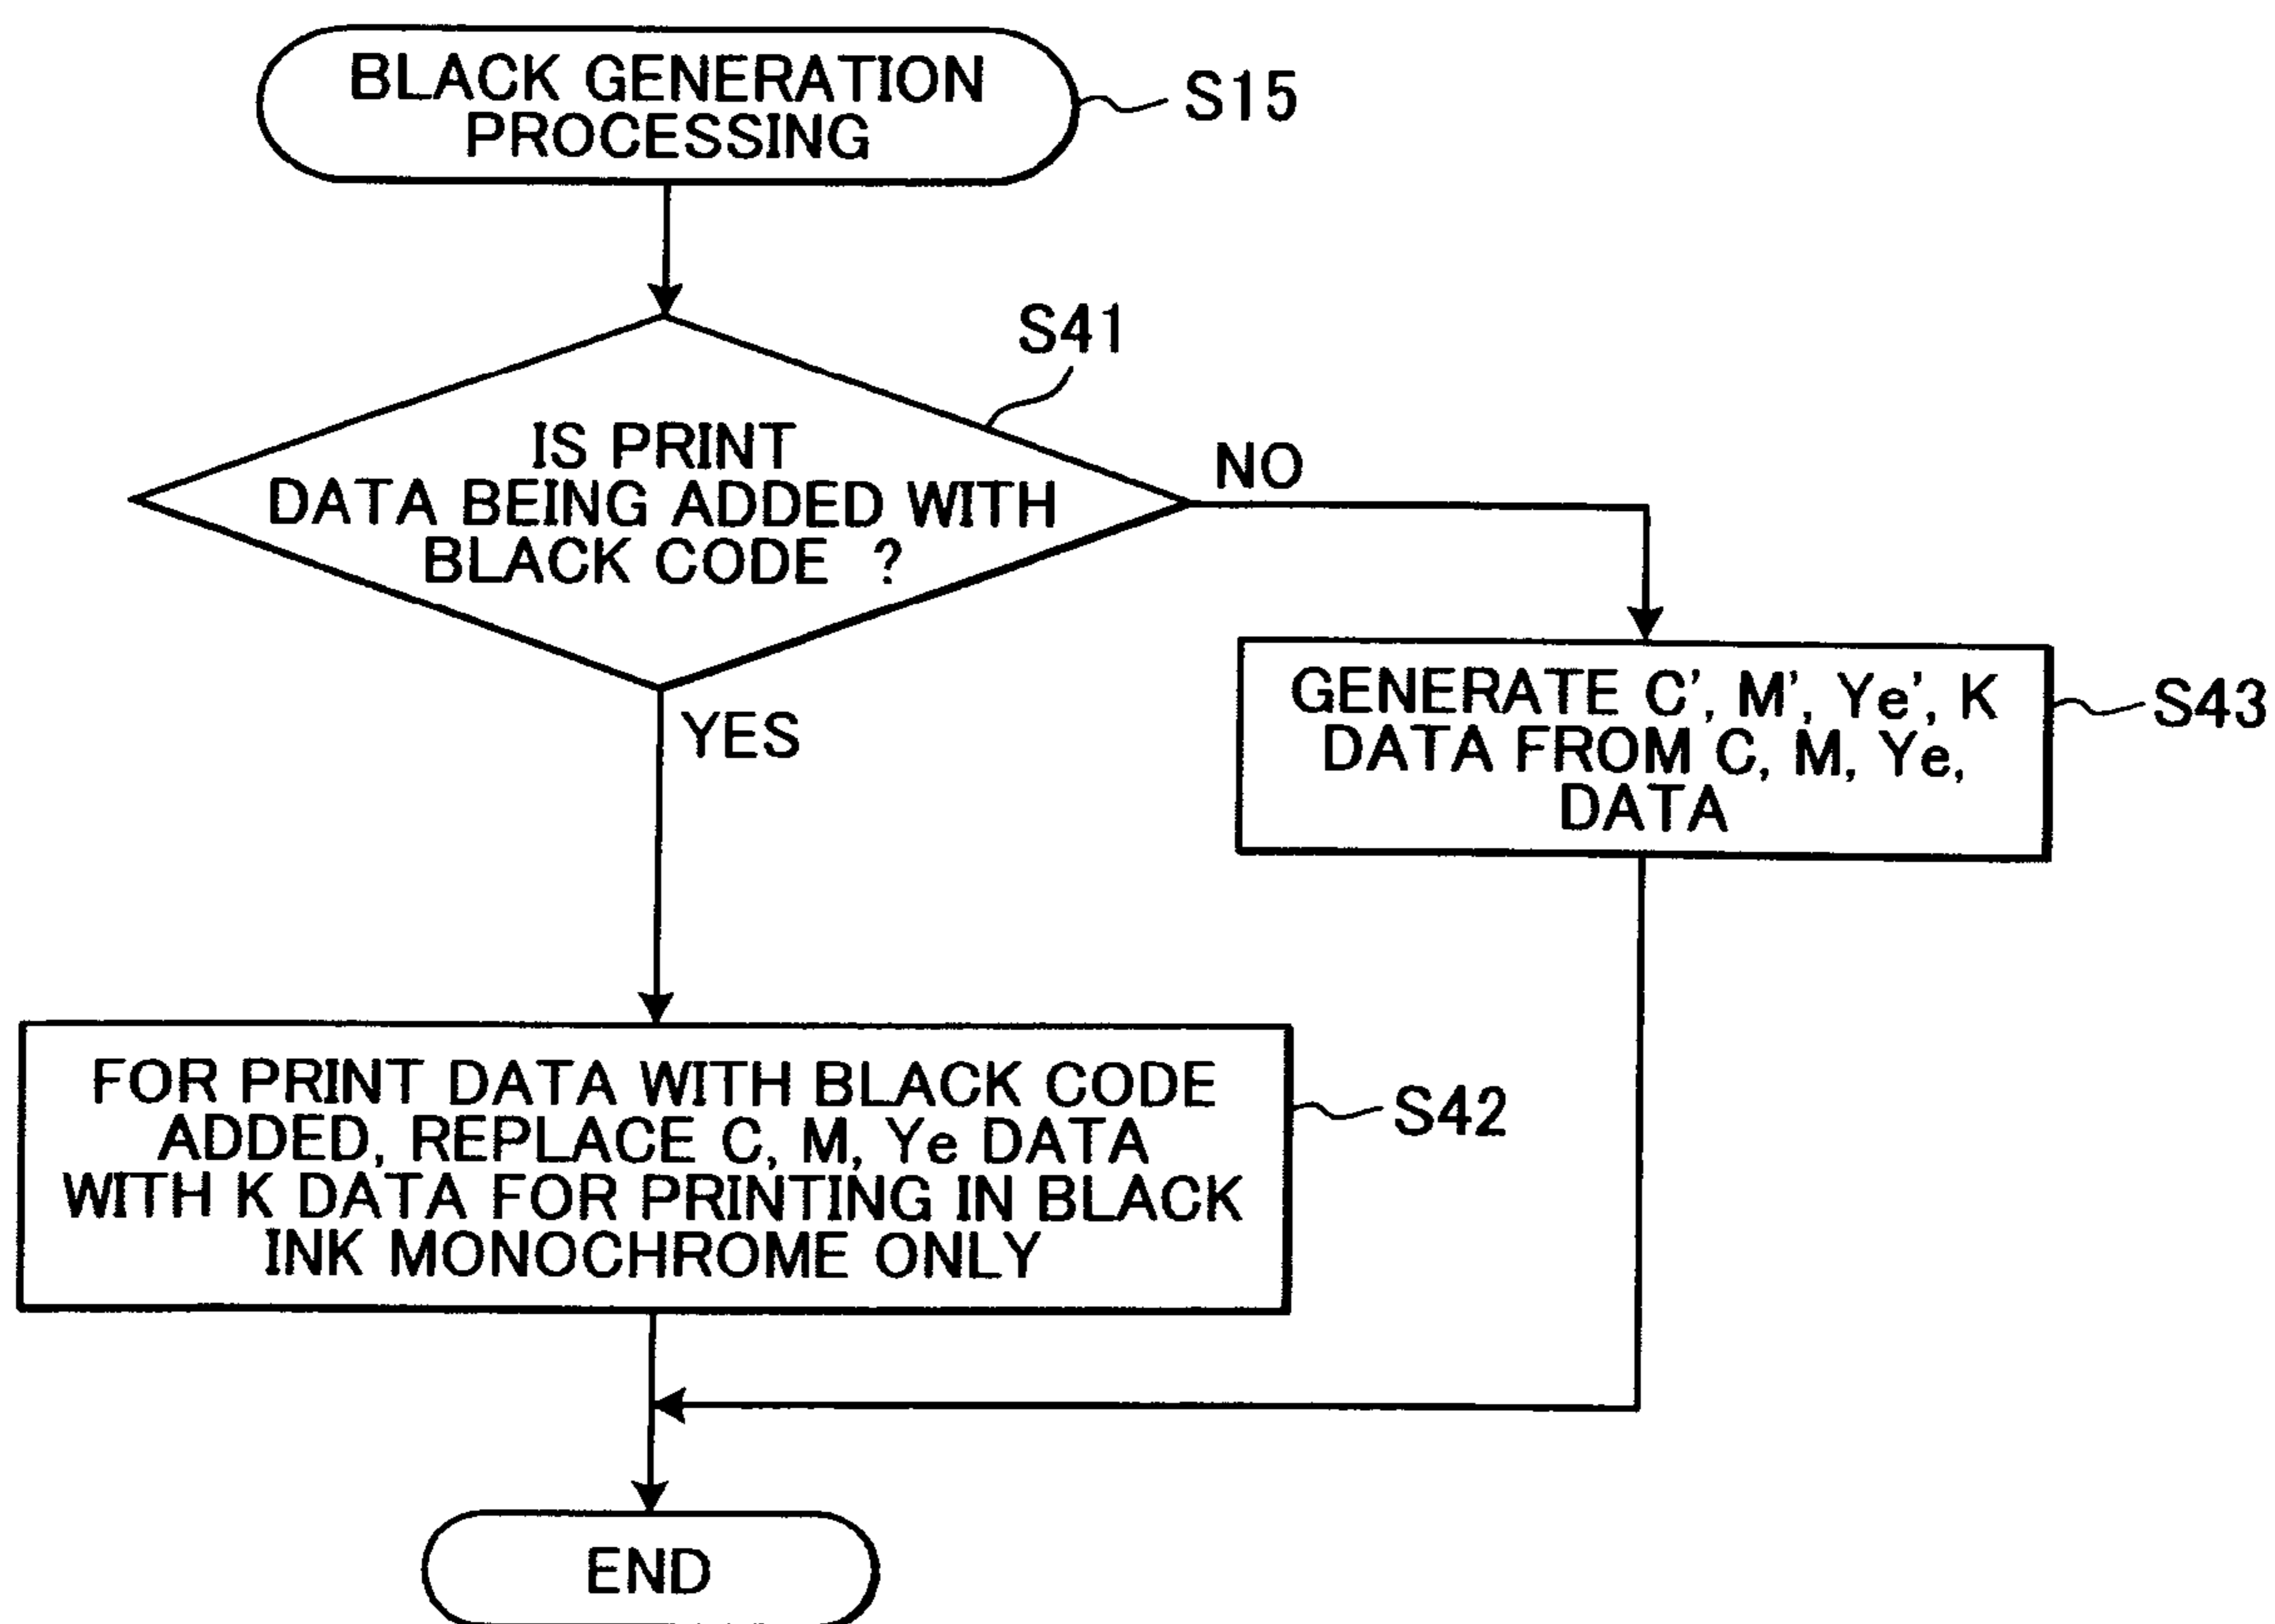 BLACK GENERATION
PROCESSING
S15
S41
IS PRINT
DATA BEING ADDED WITH
BLACK CODE ?
NO
YES
GENERATE C', M', Ye', K
DATA FROM C, M, Ye,
DATA
S43
FOR PRINT DATA WITH BLACK CODE
ADDED, REPLACE C, M, Ye DATA
WITH K DATA FOR PRINTING IN BLACK
INK MONOCHROME ONLY
S42
END